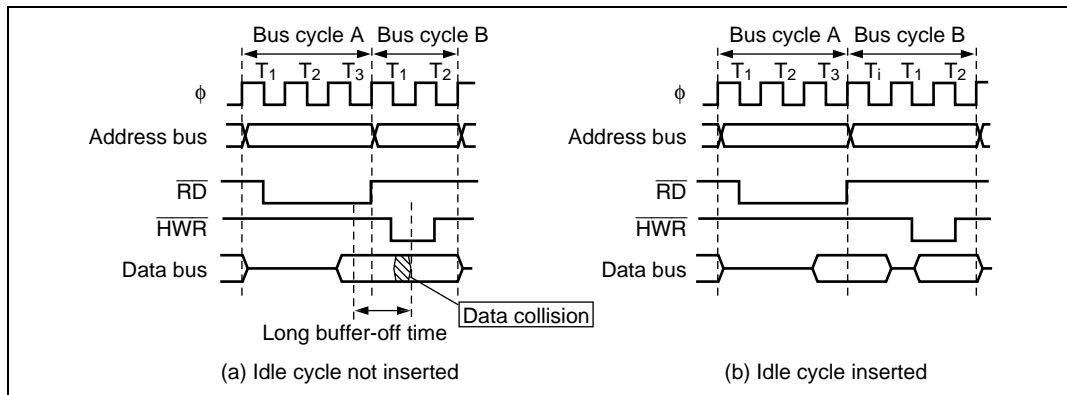 Bus cycle A Bus cycle B
T1 T2 T3 T1 T2
ϕ
Address bus
RD
HWR
Data bus
Long buffer-off time
Data collision
(a) Idle cycle not inserted
Bus cycle A Bus cycle B
T1 T2 T3 Ti T1 T2
ϕ
Address bus
RD
HWR
Data bus
(b) Idle cycle inserted